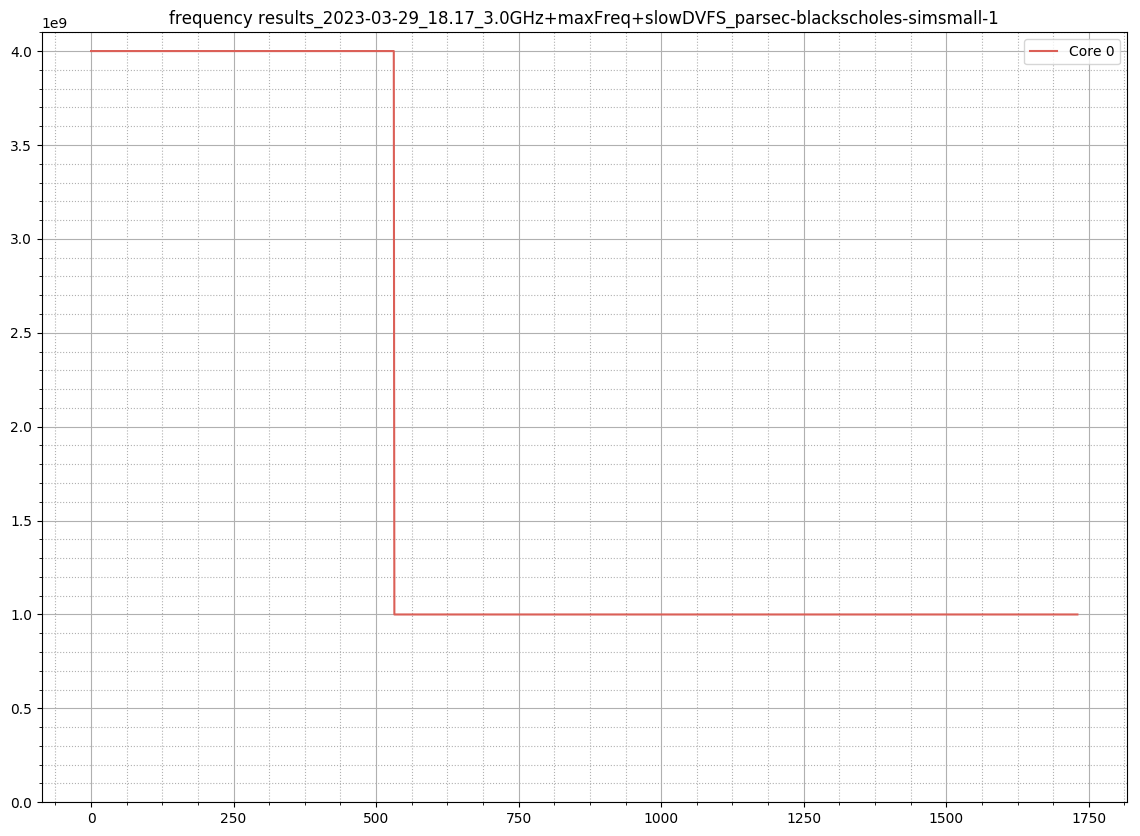 frequency results_2023-03-29_18.17_3.0GHz+maxFreq+slowDVFS_parsec-blackscholes-simsmall-1
1e9
Core 0
4.0
3.5
3.0
2.5
2.0
1.5
1.0
0.5
0.0
0 250 500 750 1000 1250 1500 1750